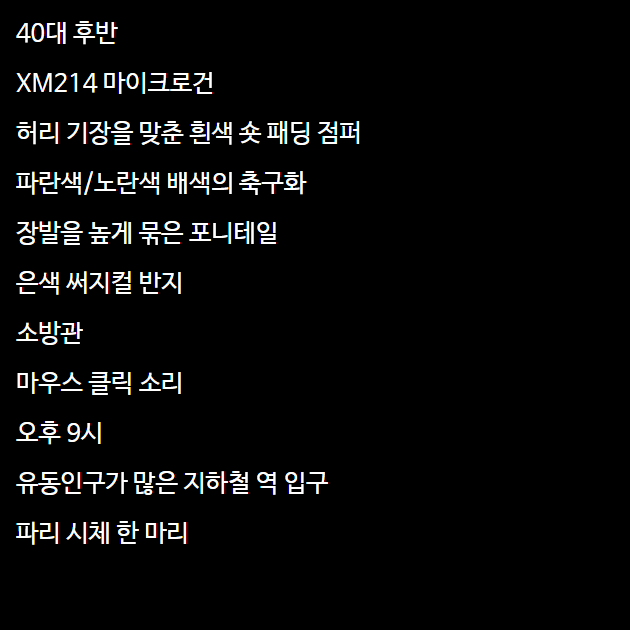 40대 후반
XM214 마이크로건
허리 기장을 맞춘 흰색 숏 패딩 점퍼
파란색/노란색 배색의 축구화
장발을 높게 묶은 포니테일
은색 써지컬 반지
소방관
마우스 클릭 소리
오후 9시
유동인구가 많은 지하철 역 입구
파리 시체 한 마리